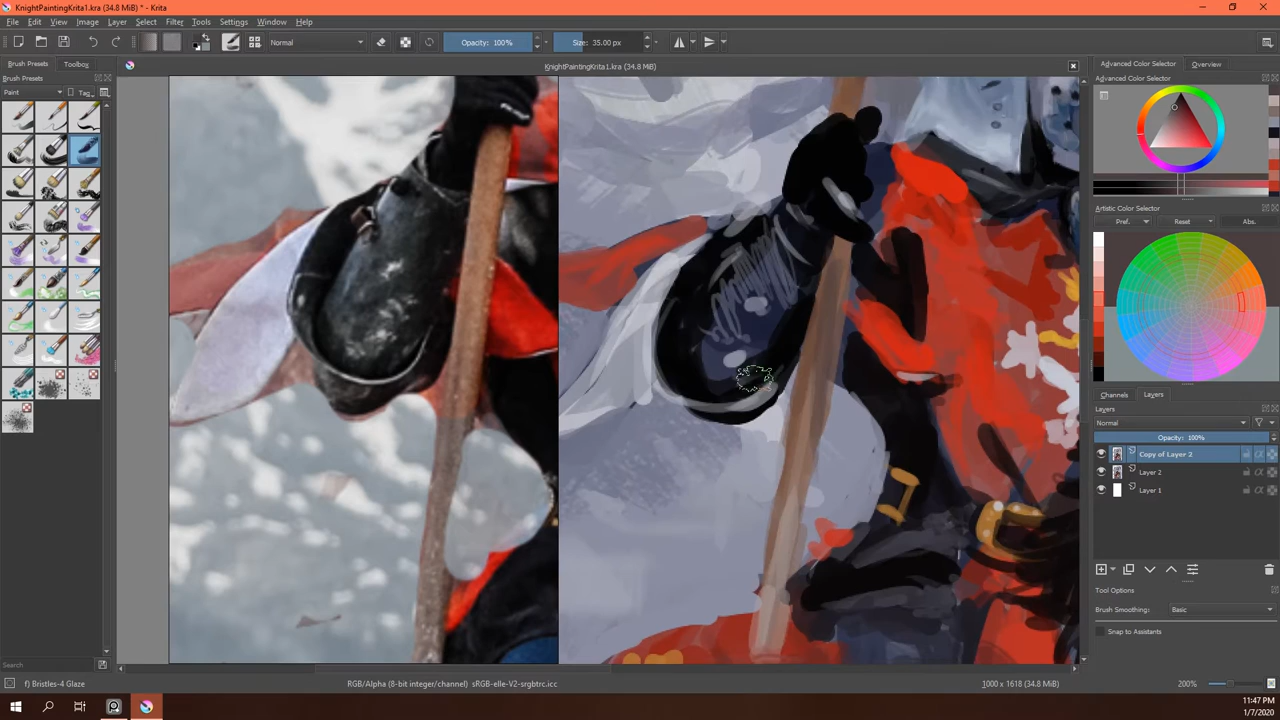 KnightPaintingKrita1.kra (34.8 MiB) * - Krita
File Edit View Image Layer Select Filter Tools Settings Window Help
Normal Opacity: 100% Size: 35.00 px
Brush Presets Toolbox KnightPaintingKrita1.kra (34.8 MiB) Advanced Color Selector Overview
Brush Presets Advanced Color Selector
Paint Tag
Artistic Color Selector
Pref. Reset Abs.
Channels Layers
Layers
Normal
Opacity: 100%
Copy of Layer 2
Layer 2
Layer 1
Tool Options
Brush Smoothing: Basic
Snap to Assistants
Search
f) Bristles-4 Glaze RGB/Alpha (8-bit integer/channel) sRGB-elle-V2-srgbtrc.icc 1000 x 1618 (34.8 MiB) 200%
11:47 PM
1/7/2020